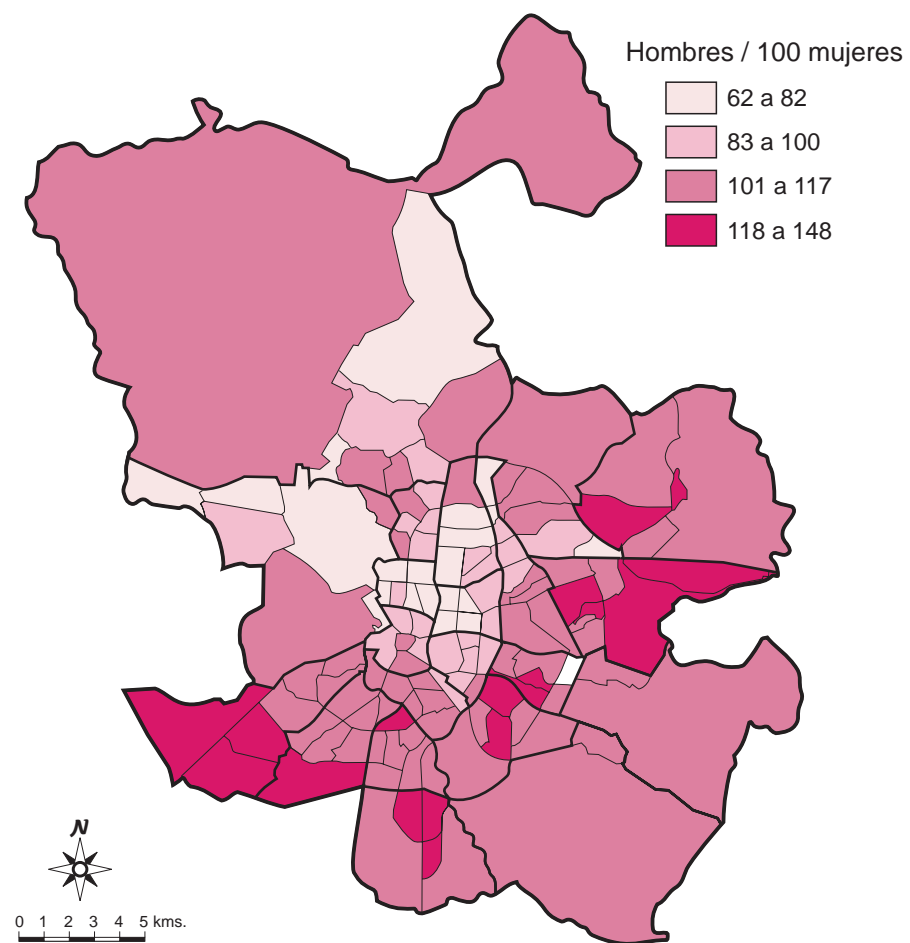 Hombres / 100 mujeres
62 a 82
83 a 100
101 a 117
118 a 148
N
0 1 2 3 4 5 kms.